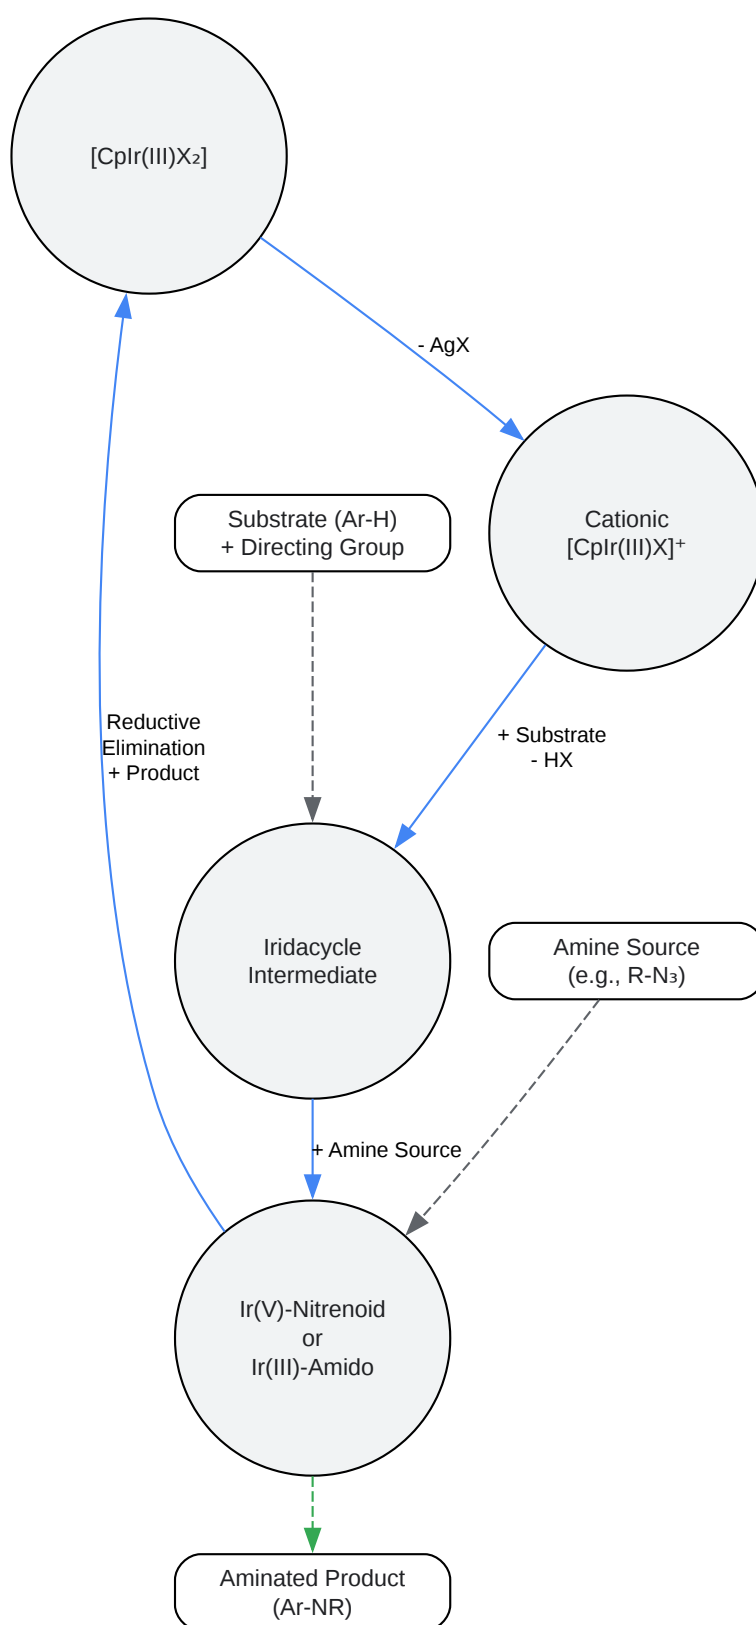 [CpIr(III)X₂]
- AgX
Substrate (Ar-H)
+ Directing Group
Cationic
[CpIr(III)X]⁺
Reductive
Elimination
+ Product
+ Substrate
- HX
Iridacycle
Intermediate
Amine Source
(e.g., R-N₃)
+ Amine Source
Ir(V)-Nitrenoid
or
Ir(III)-Amido
Aminated Product
(Ar-NR)